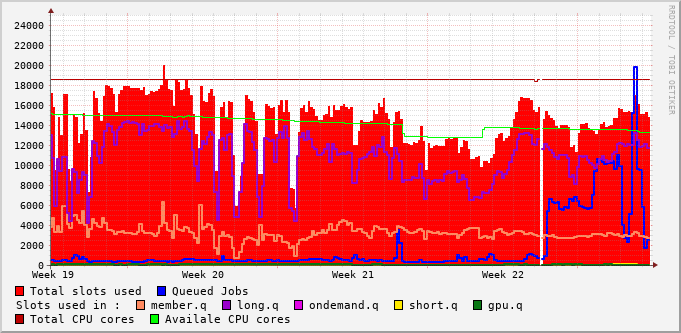 24000
22000
20000
18000
16000
14000
12000
10000
8000
6000
4000
2000
0
Week 19 Week 20 Week 21 Week 22
Total slots used Queued Jobs
Slots used in : member.q long.q ondemand.q short.q gpu.q
Total CPU cores Availale CPU cores
RRDTOOL / TOBI OETIKER